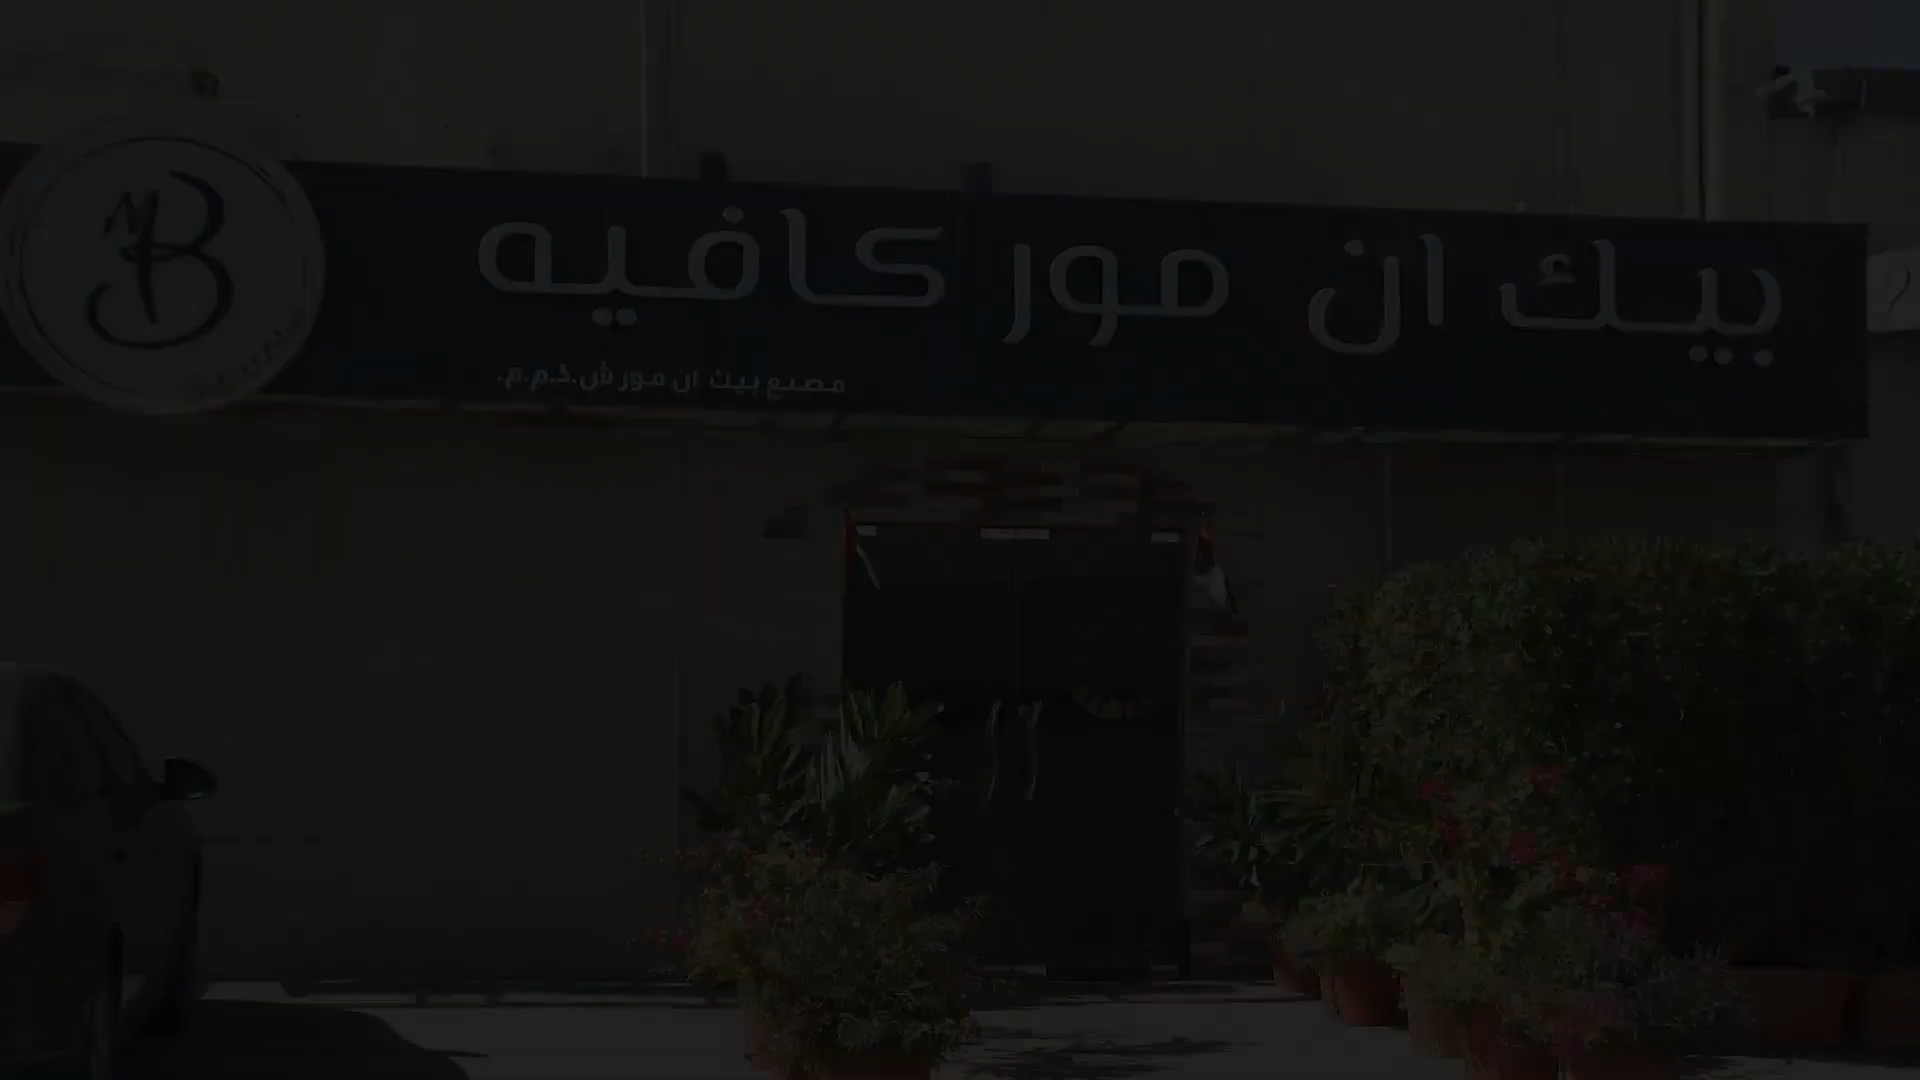 بيك ان مور كافيه
مصنع بيك ان مور ش.ذ.م.م.